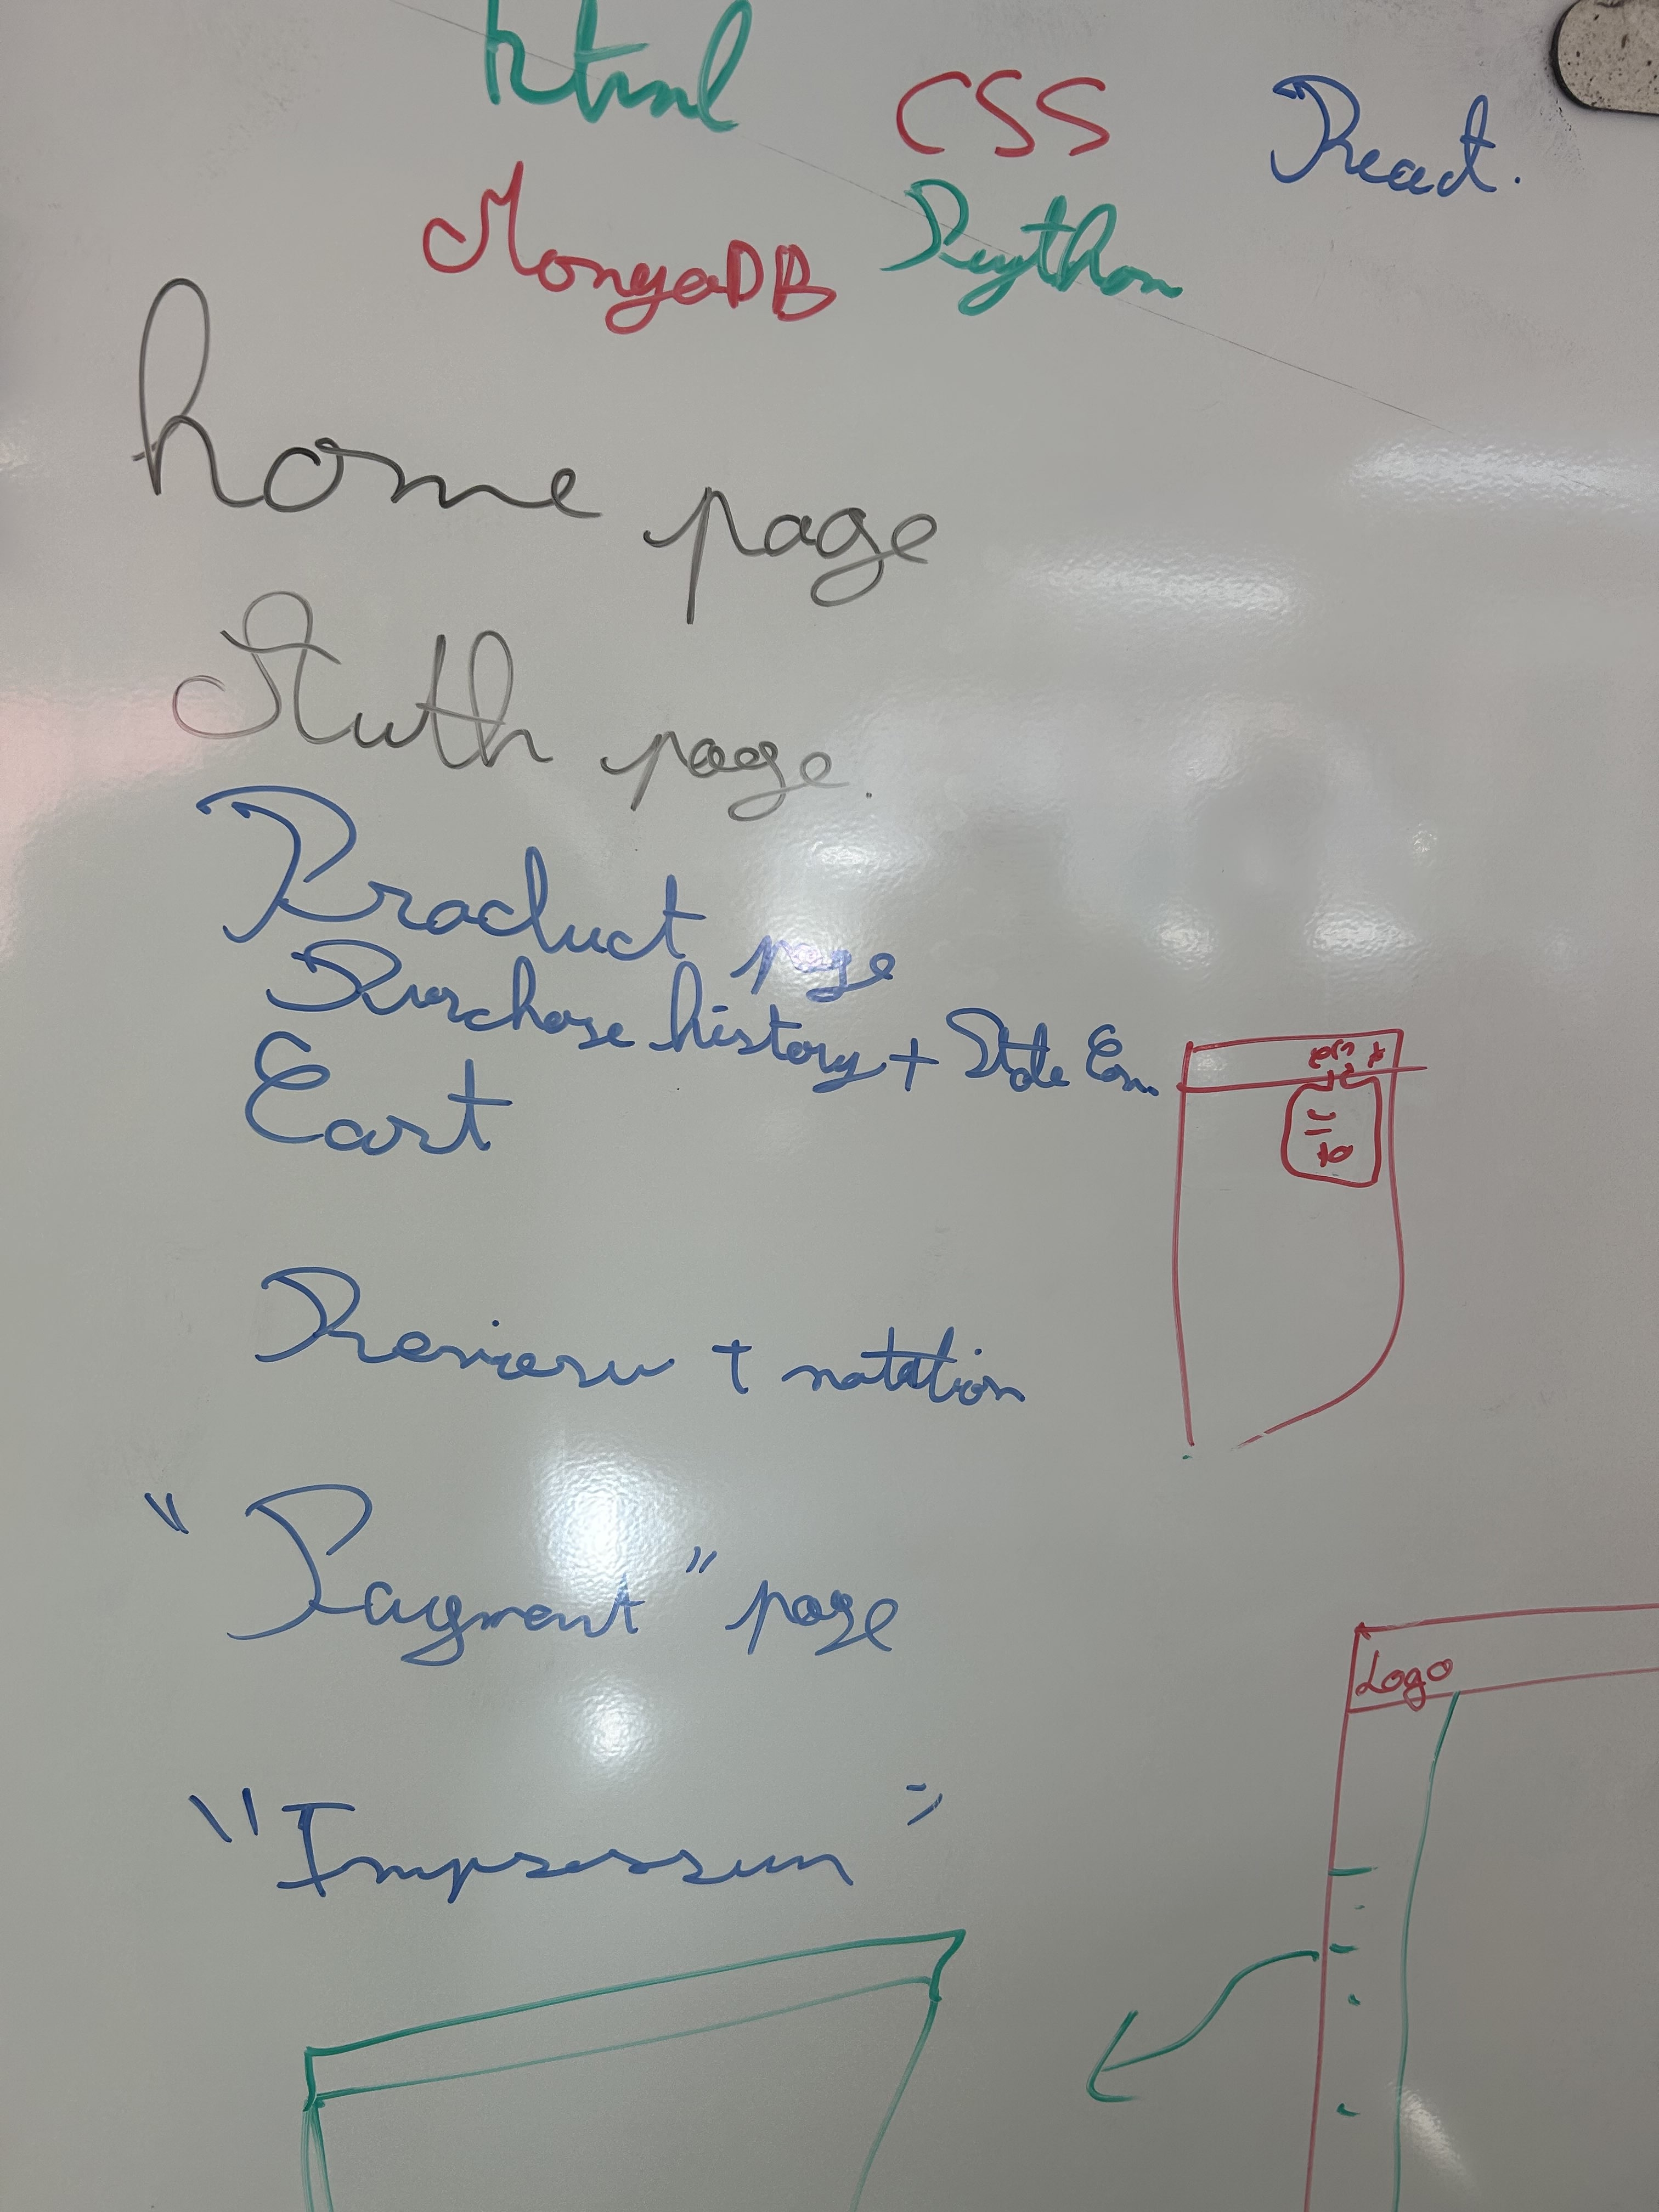 html CSS React.
MongoDB Python
home page
Auth page.
Product page
Purchase history + State Com.
Cart
Review + notation
"Payment" page
Logo
"Impressum"